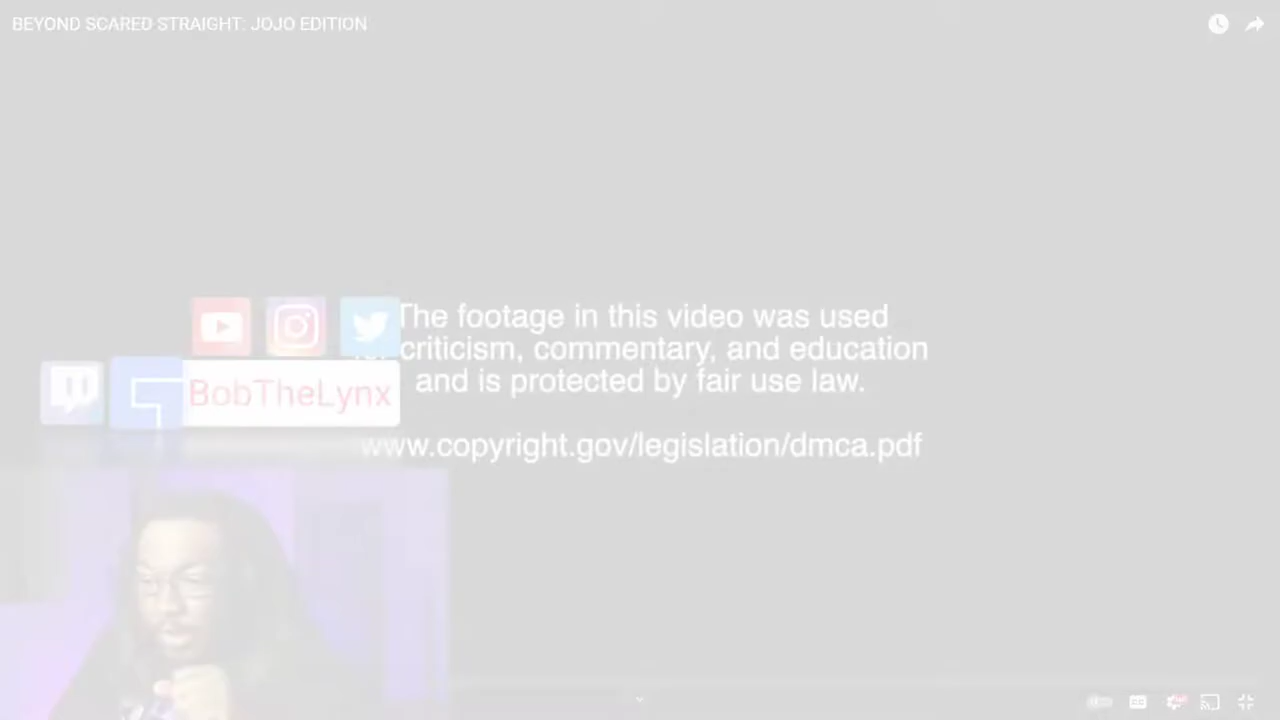 BEYOND SCARED STRAIGHT: JOJO EDITION
The footage in this video was used
for criticism, commentary, and education
and is protected by fair use law.
BobTheLynx
www.copyright.gov/legislation/dmca.pdf